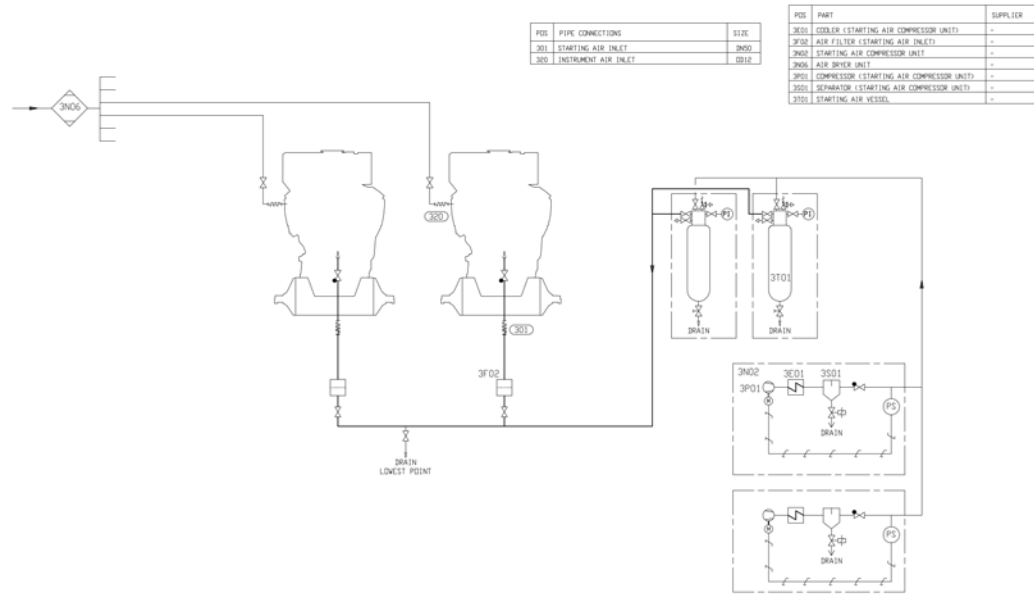 POS PIPE CONNECTIONS SIZE
301 STARTING AIR INLET DN50
320 INSTRUMENT AIR INLET OD12
POS PART SUPPLIER
3E01 COOLER (STARTING AIR COMPRESSOR UNIT) -
3F02 AIR FILTER (STARTING AIR INLET) -
3N02 STARTING AIR COMPRESSOR UNIT -
3N06 AIR DRYER UNIT -
3P01 COMPRESSOR (STARTING AIR COMPRESSOR UNIT) -
3S01 SEPARATOR (STARTING AIR COMPRESSOR UNIT) -
3T01 STARTING AIR VESSEL -
3N06
320
PI
PI
3T01
301
DRAIN
DRAIN
3F02
3N02
3E01
3S01
3P01
M
PS
DRAIN
DRAIN
LOWEST POINT
M
PS
DRAIN